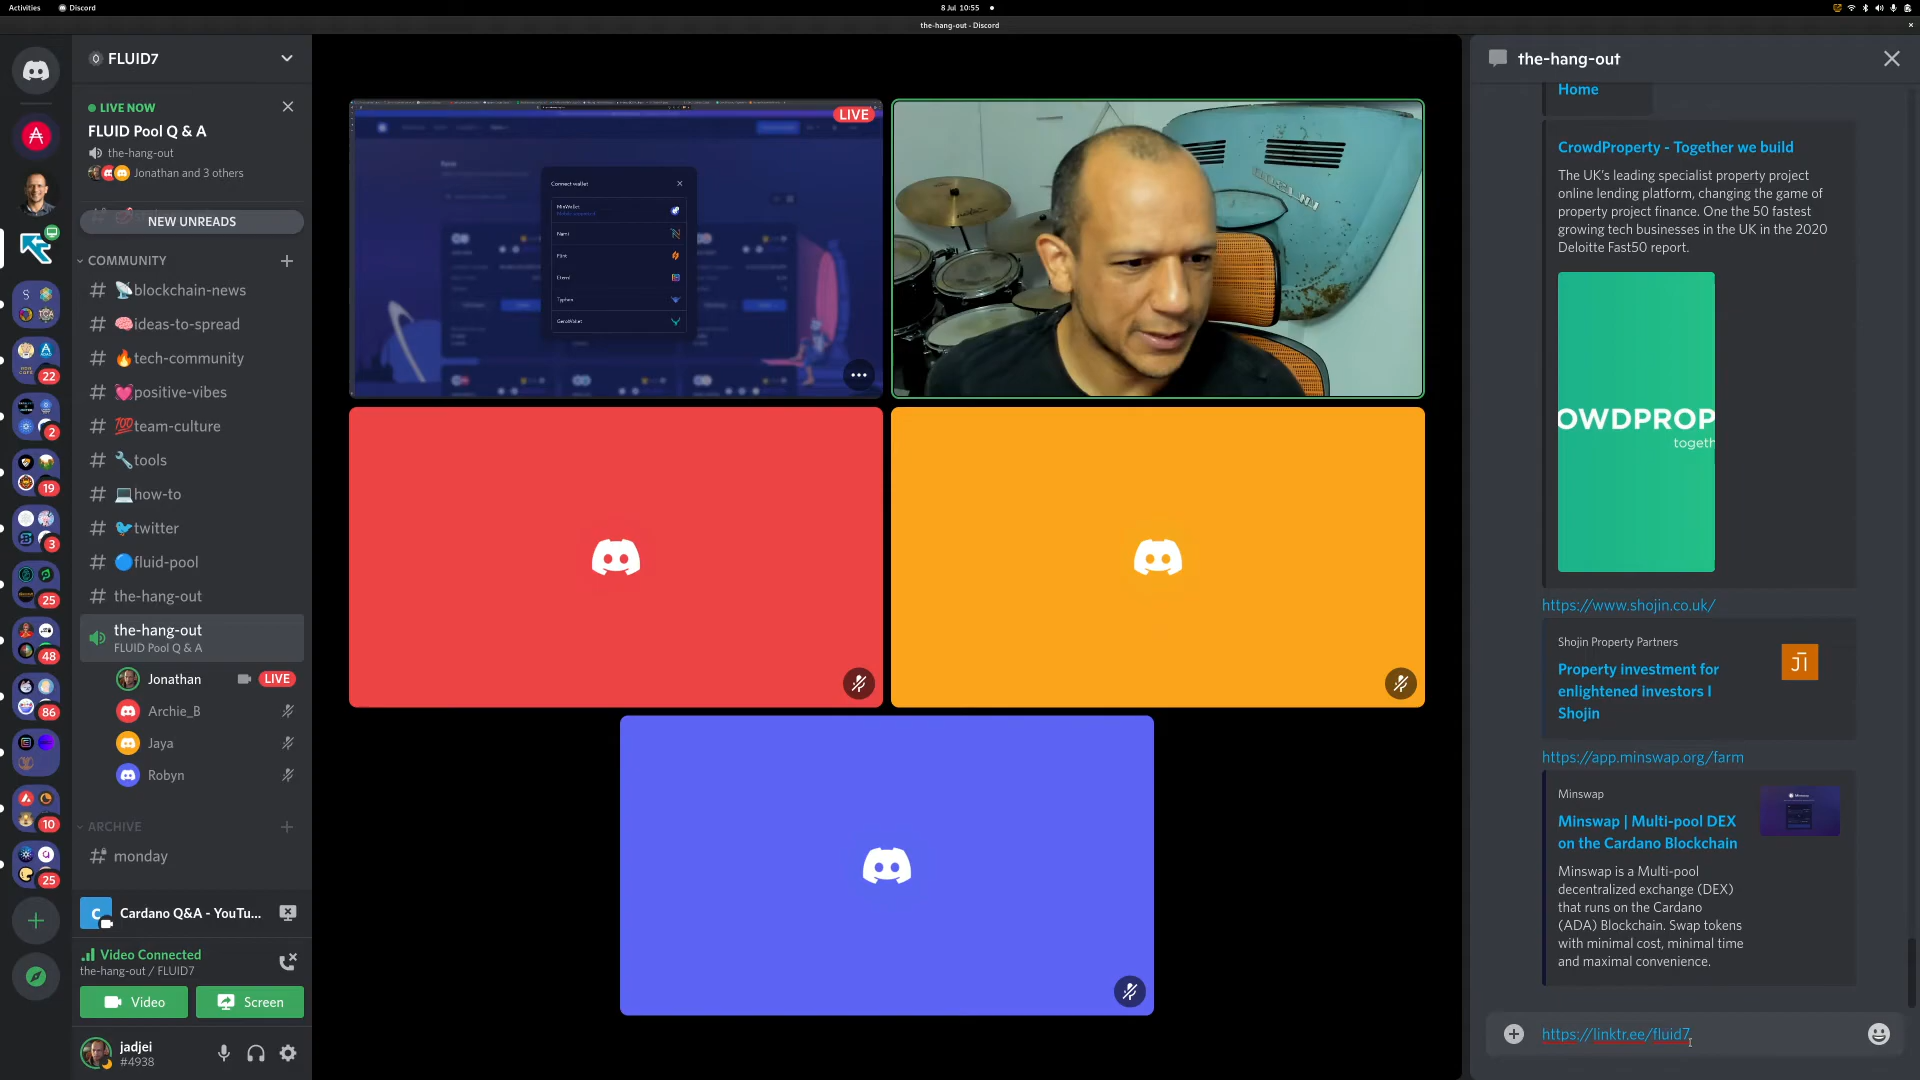 Activities
Discord
8 Jul 10:55
the-hang-out - Discord
FLUID7
LIVE NOW
FLUID Pool Q & A
the-hang-out
Jonathan and 3 others
NEW UNREADS
COMMUNITY
blockchain-news
ideas-to-spread
tech-community
positive-vibes
team-culture
tools
how-to
twitter
fluid-pool
the-hang-out
the-hang-out
FLUID Pool Q & A
Jonathan
LIVE
Archie_B
Jaya
Robyn
ARCHIVE
monday
22
2
19
3
25
48
86
10
25
Cardano Q&A - YouTu...
Video Connected
the-hang-out / FLUID7
Video
Screen
jadjei
#4938
LIVE
Connect wallet
MinWallet
Nami
Flint
Eternl
Typhon
GeroWallet
the-hang-out
Home
CrowdProperty - Together we build
The UK's leading specialist property project
online lending platform, changing the game of
property project finance. One the 50 fastest
growing tech businesses in the UK in the 2020
Deloitte Fast50 report.
OWDPROP
togeth
https://www.shojin.co.uk/
Shojin Property Partners
Property investment for
enlightened investors I
Shojin
https://app.minswap.org/farm
Minswap
Minswap | Multi-pool DEX
on the Cardano Blockchain
Minswap is a Multi-pool
decentralized exchange (DEX)
that runs on the Cardano
(ADA) Blockchain. Swap tokens
with minimal cost, minimal time
and maximal convenience.
https://linktr.ee/fluid7